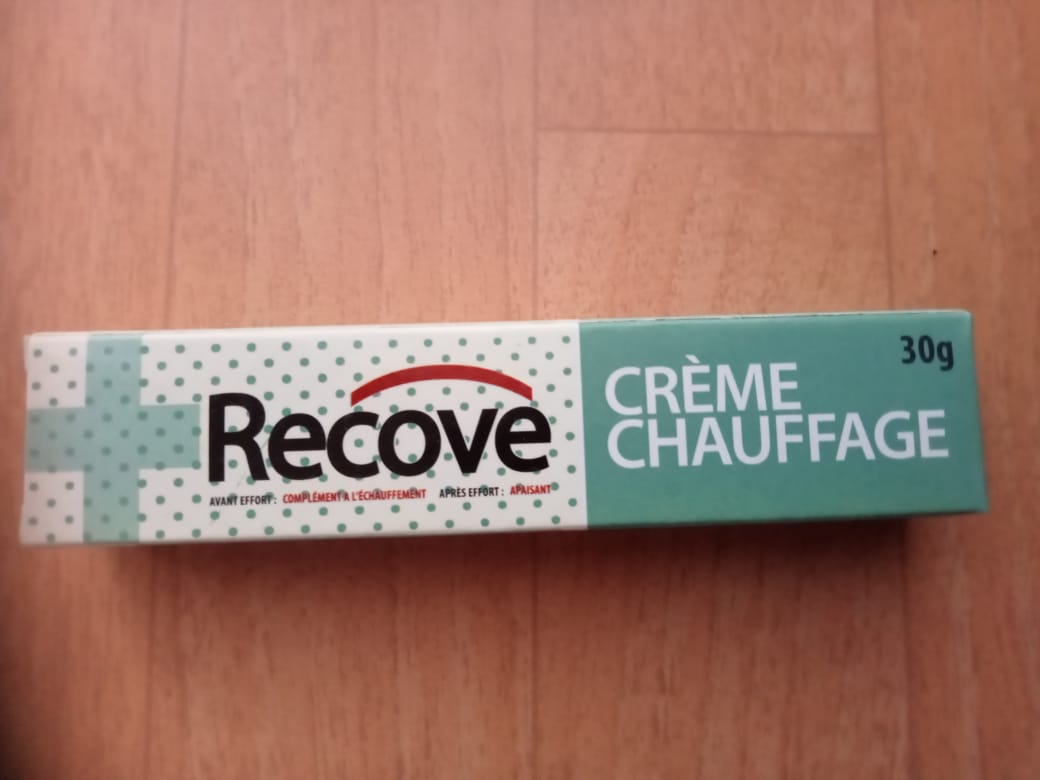 Recove
AVANT EFFORT : COMPLÉMENT A L'ÉCHAUFFEMENT APRÈS EFFORT : APAISANT
CRÈME
CHAUFFAGE
30g